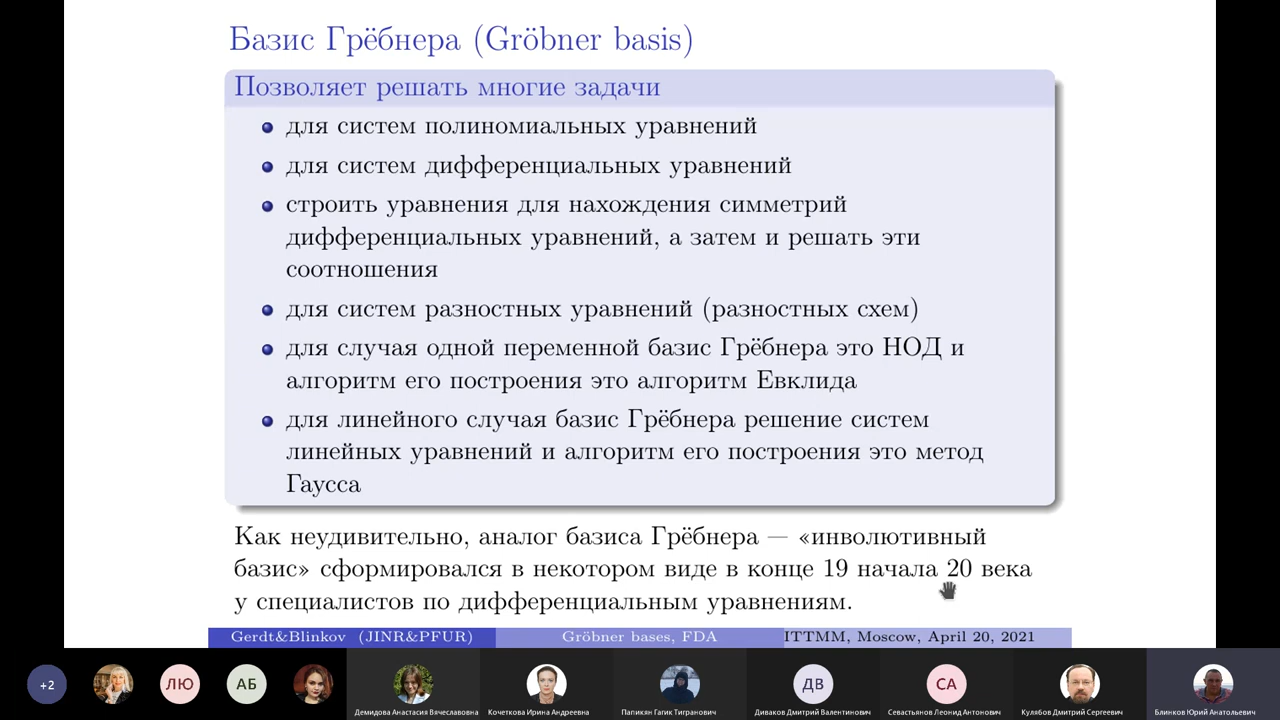 Базис Грёбнера (Gröbner basis)
Позволяет решать многие задачи
для систем полиномиальных уравнений
для систем дифференциальных уравнений
строить уравнения для нахождения симметрий
дифференциальных уравнений, а затем и решать эти
соотношения
для систем разностных уравнений (разностных схем)
для случая одной переменной базис Грёбнера это НОД и
алгоритм его построения это алгоритм Евклида
для линейного случая базис Грёбнера решение систем
линейных уравнений и алгоритм его построения это метод
Гаусса
Как неудивительно, аналог базиса Грёбнера — «инволютивный
базис» сформировался в некотором виде в конце 19 начала 20 века
у специалистов по дифференциальным уравнениям.
Gerdt&Blinkov (JINR&PFUR) Gröbner bases, FDA ITTMM, Moscow, April 20, 2021
+2 ЛЮ АБ ДВ СА
Демидова Анастасия Вячеславовна Кочеткова Ирина Андреевна Папикян Гагик Тигранович Диваков Дмитрий Валентинович Севастьянов Леонид Антонович Кулябов Дмитрий Сергеевич Блинков Юрий Анатольевич